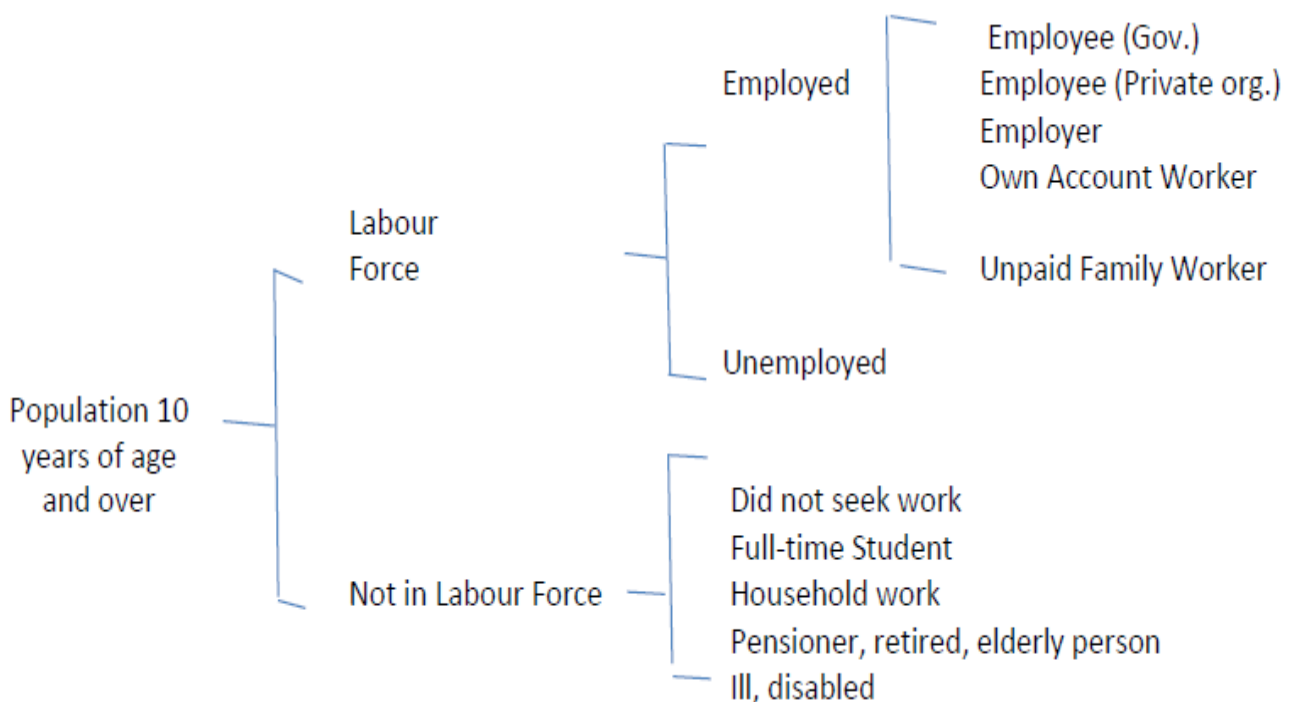 Employee (Gov.)
Employed
Employee (Private org.)
Employer
Own Account Worker
Labour
Force
Unpaid Family Worker
Unemployed
Population 10
years of age
and over
Did not seek work
Full-time Student
Not in Labour Force
Household work
Pensioner, retired, elderly person
Ill, disabled